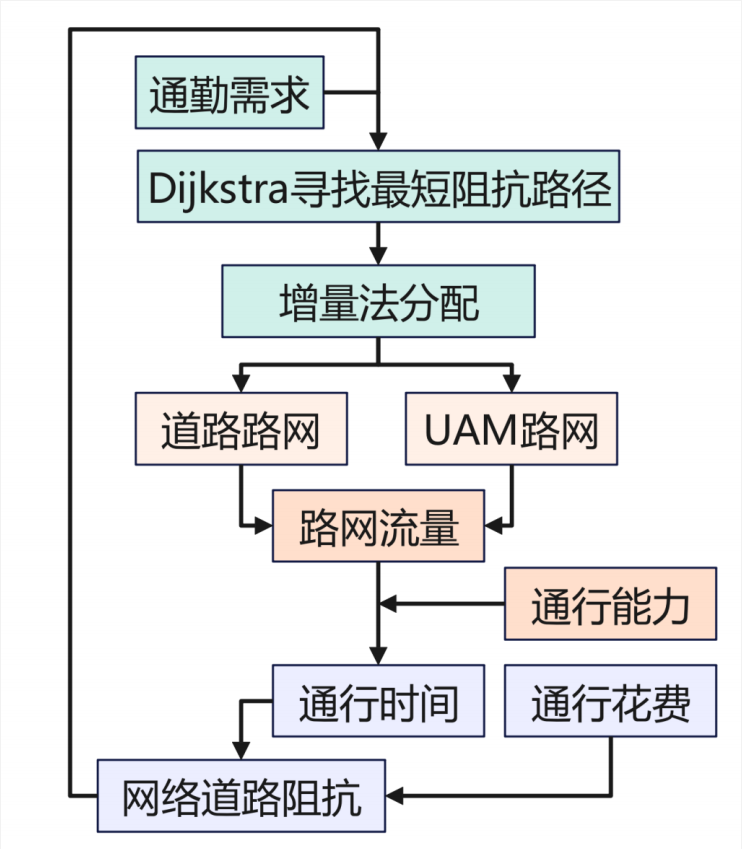 通勤需求
Dijkstra寻找最短阻抗路径
增量法分配
道路路网
UAM路网
路网流量
通行能力
通行时间
通行花费
网络道路阻抗